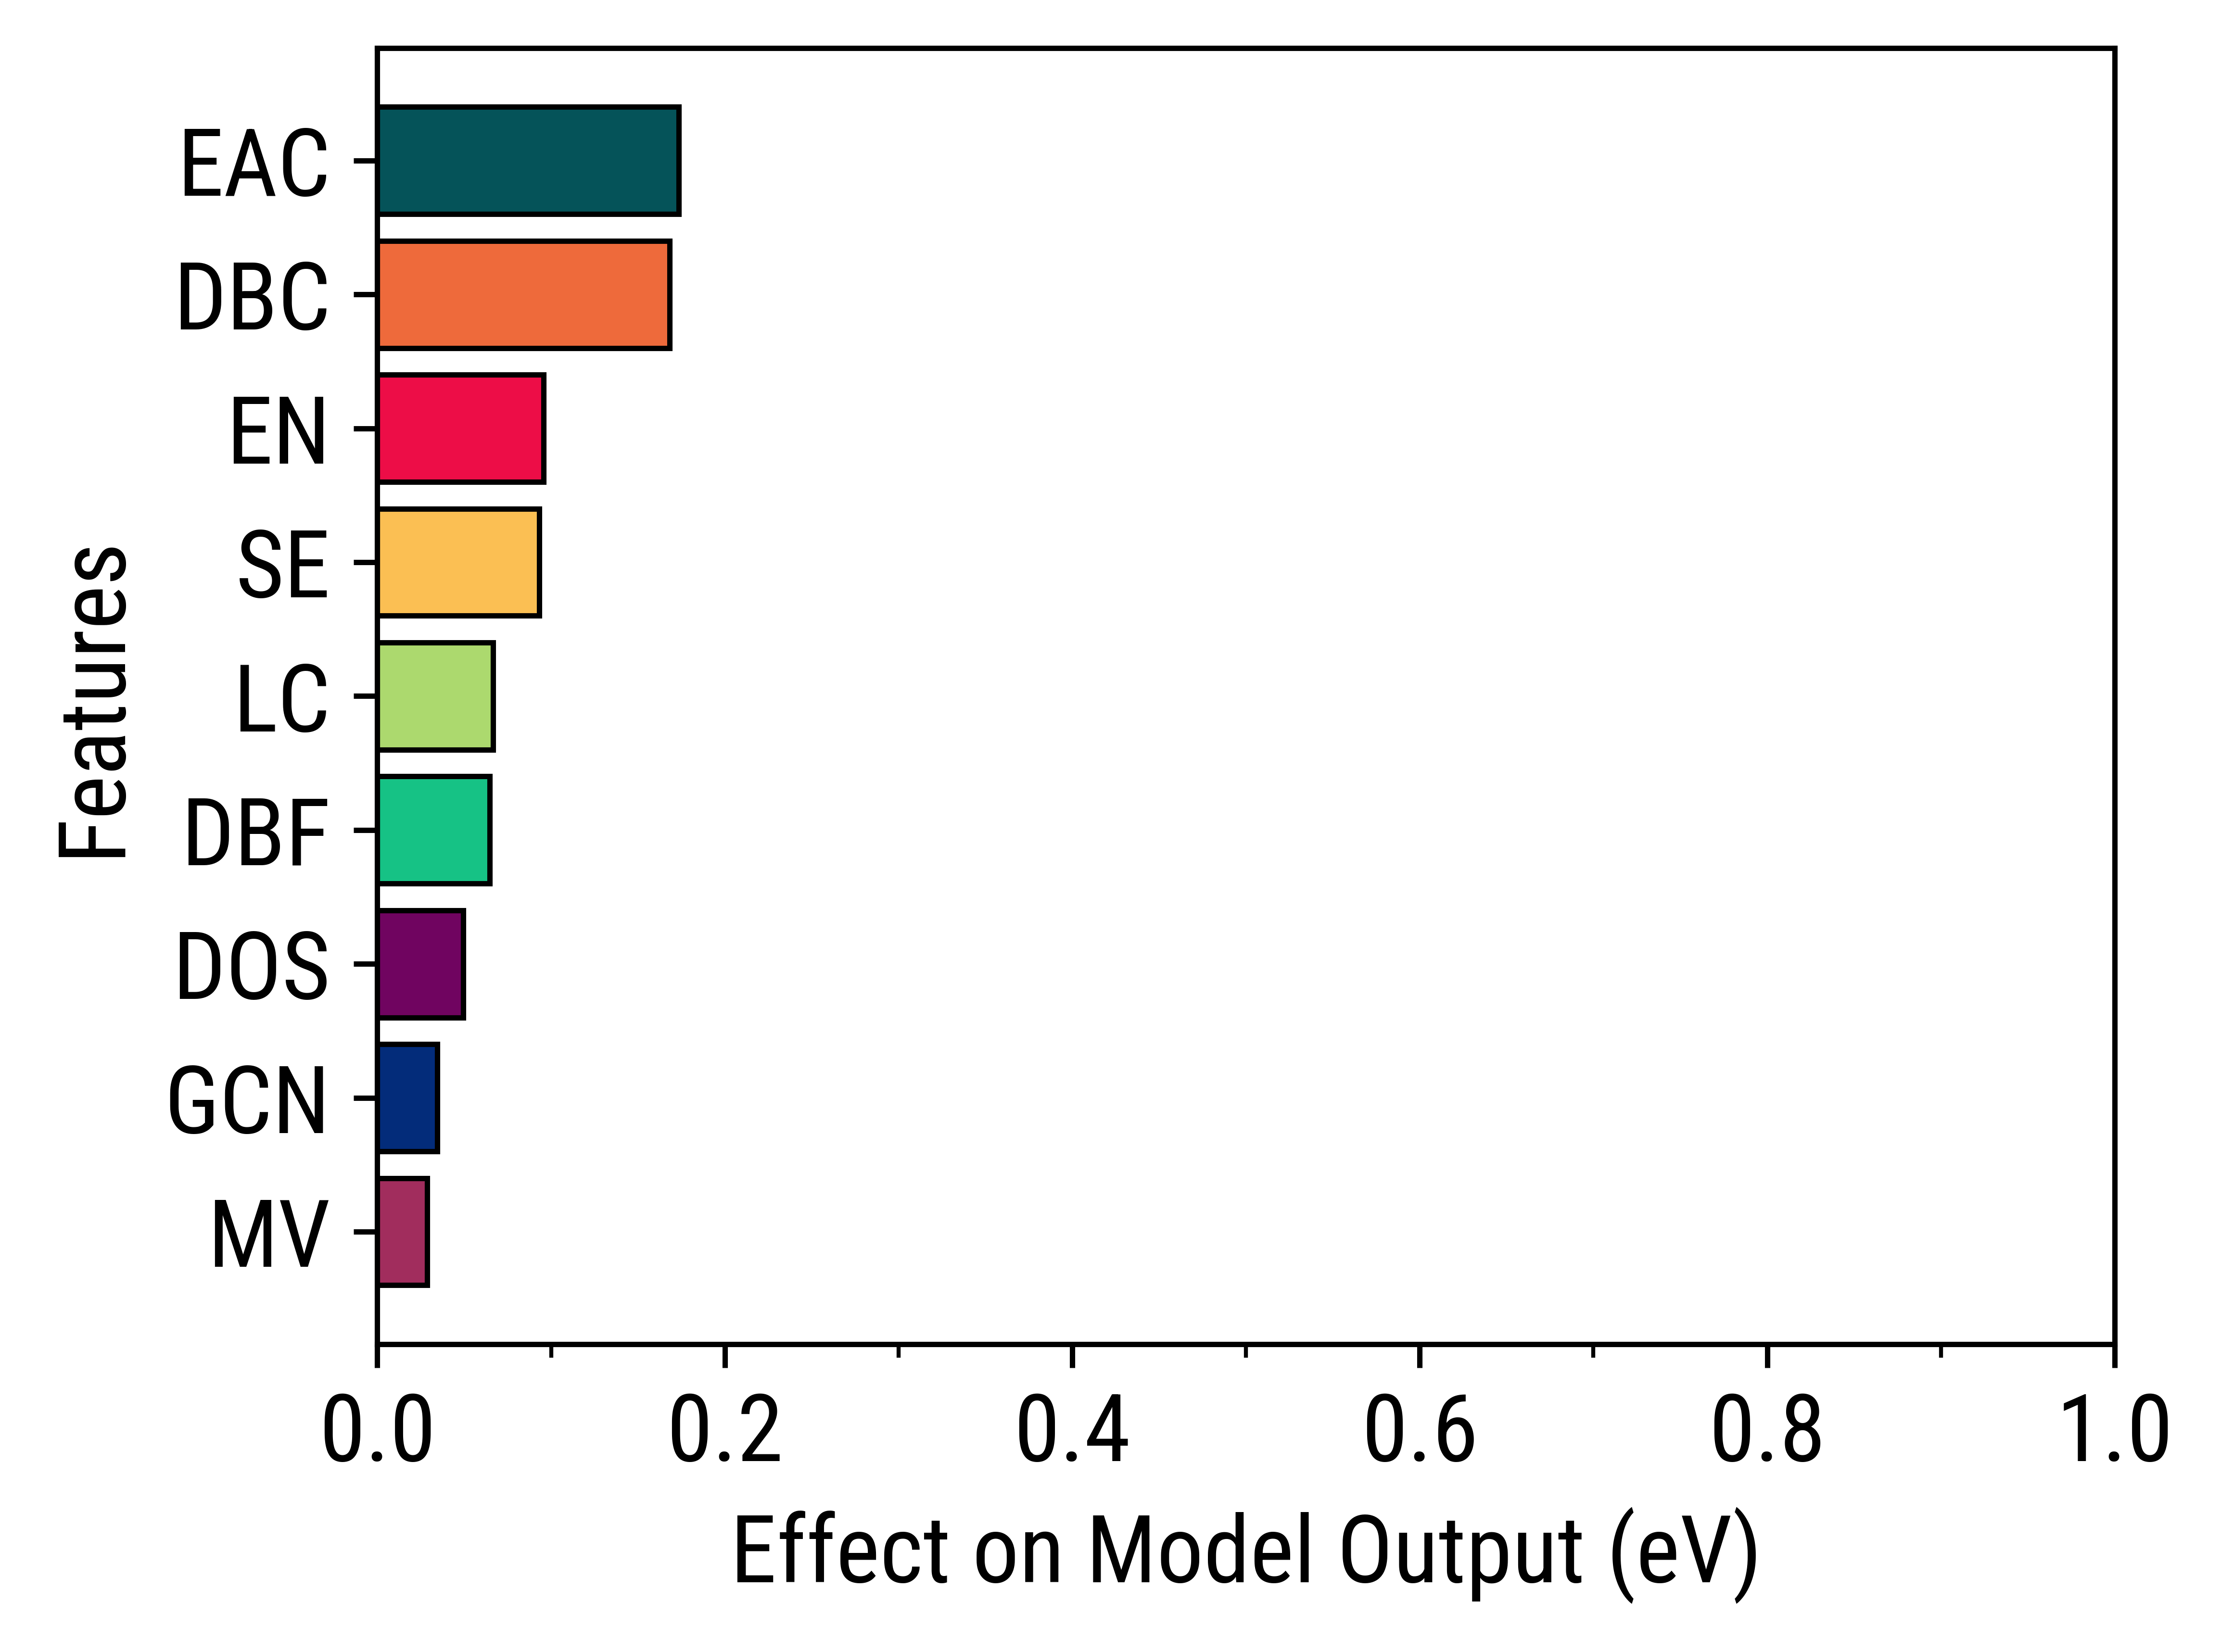 EAC
DBC
EN
SE
LC
DBF
DOS
GCN
MV
Features
0.0 0.2 0.4 0.6 0.8 1.0
Effect on Model Output (eV)